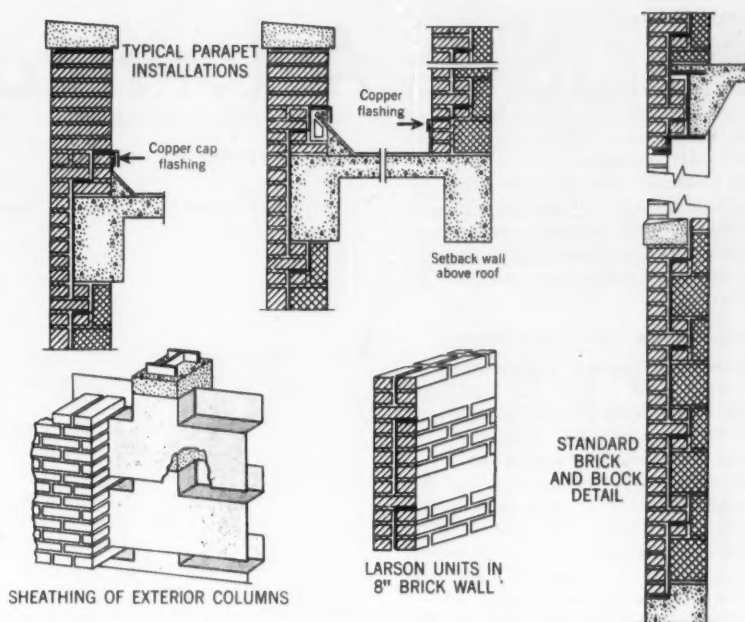 TYPICAL PARAPET
INSTALLATIONS
Copper cap
flashing
Copper
flashing
Setback wall
above roof
SHEATHING OF EXTERIOR COLUMNS
LARSON UNITS IN
8" BRICK WALL
STANDARD
BRICK
AND BLOCK
DETAIL